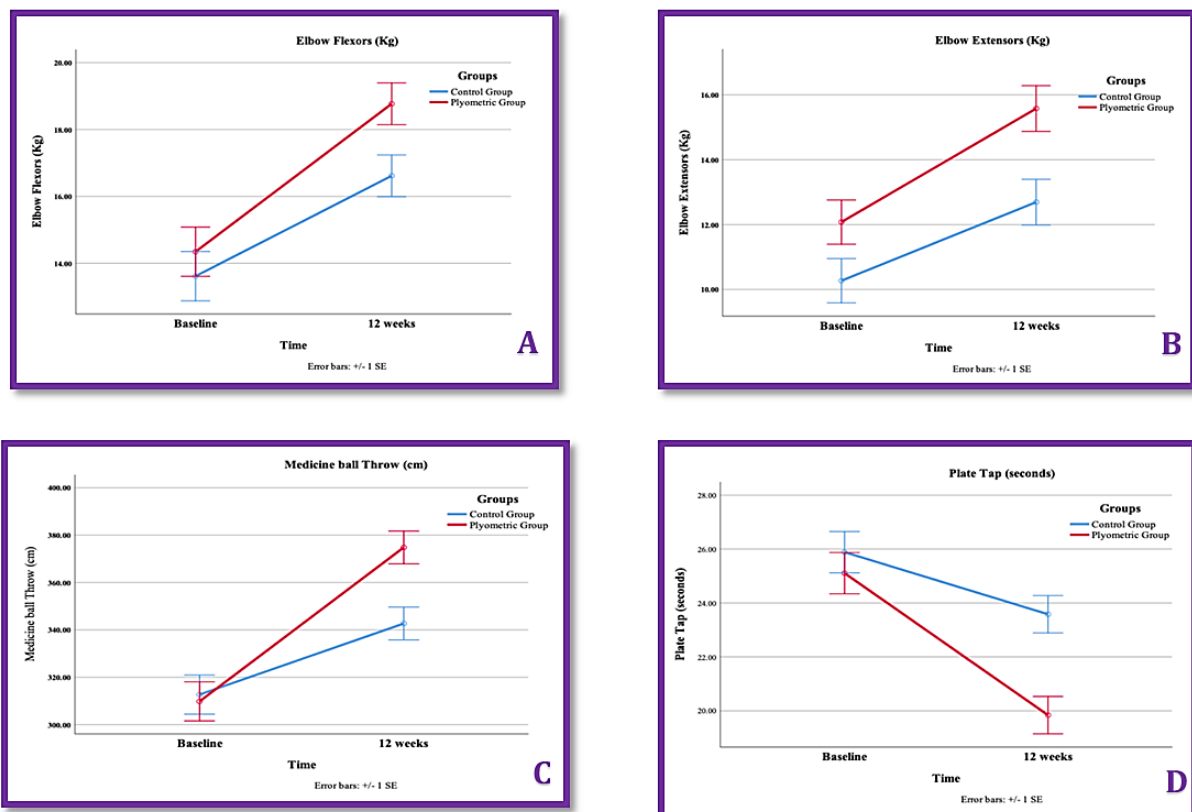 Elbow Flexors (Kg)
20.00
18.00
16.00
14.00
Elbow Flexors (Kg)
Groups
Control Group
Plyometric Group
Baseline
12 weeks
Time
Error bars: +/- 1 SE
A
Elbow Extensors (Kg)
16.00
14.00
12.00
10.00
Elbow Extensors (Kg)
Groups
Control Group
Plyometric Group
Baseline
12 weeks
Time
Error bars: +/- 1 SE
B
Medicine ball Throw (cm)
400.00
380.00
360.00
340.00
320.00
300.00
Medicine ball Throw (cm)
Groups
Control Group
Plyometric Group
Baseline
12 weeks
Time
Error bars: +/- 1 SE
C
Plate Tap (seconds)
28.00
26.00
24.00
22.00
20.00
Plate Tap (seconds)
Groups
Control Group
Plyometric Group
Baseline
12 weeks
Time
Error bars: +/- 1 SE
D